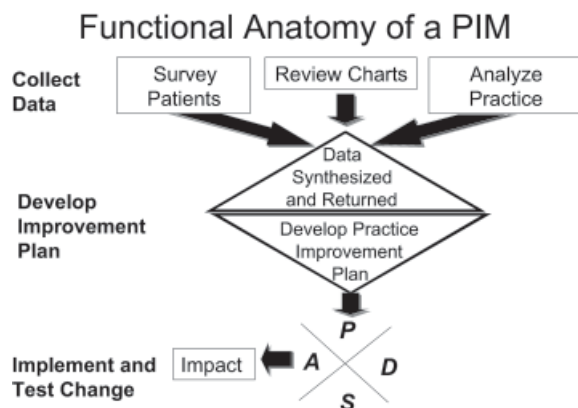 Functional Anatomy of a PIM
Collect
Data
Survey
Patients
Review Charts
Analyze
Practice
Data
Synthesized
and Returned
Develop
Improvement
Plan
Develop Practice
Improvement
Plan
Implement and
Test Change
Impact
P
A
D
S